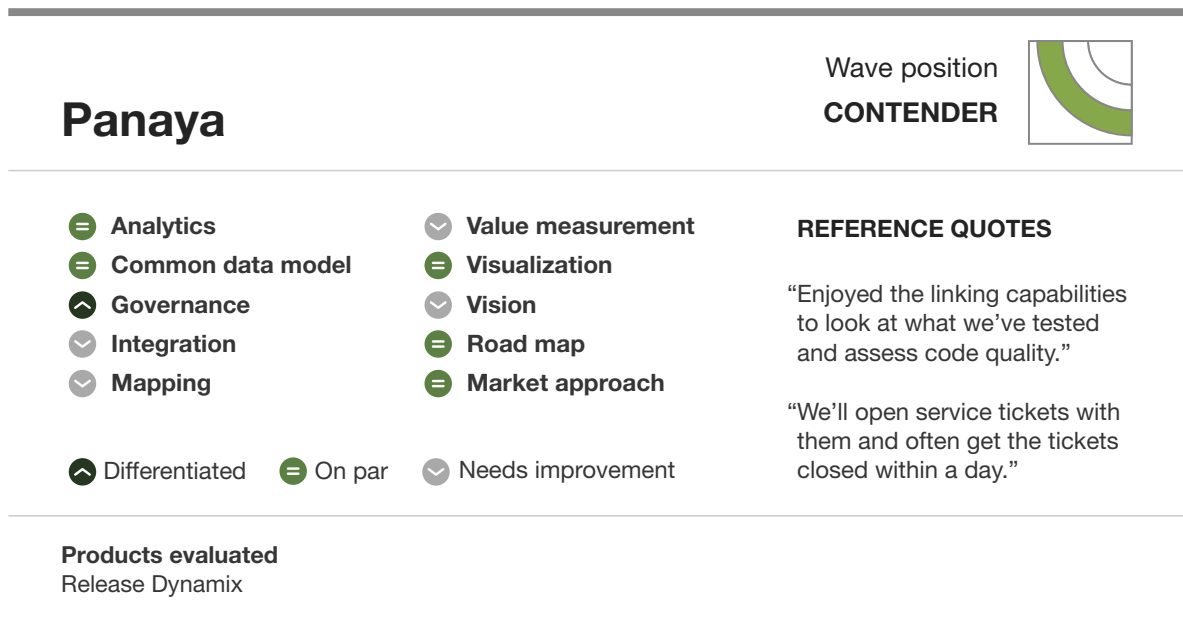 Panaya
Wave position
CONTENDER
Analytics
Common data model
Governance
Integration
Mapping
Value measurement
Visualization
Vision
Road map
Market approach
Differentiated
On par
Needs improvement
REFERENCE QUOTES
“Enjoyed the linking capabilities
to look at what we’ve tested
and assess code quality.”
“We’ll open service tickets with
them and often get the tickets
closed within a day.”
Products evaluated
Release Dynamix